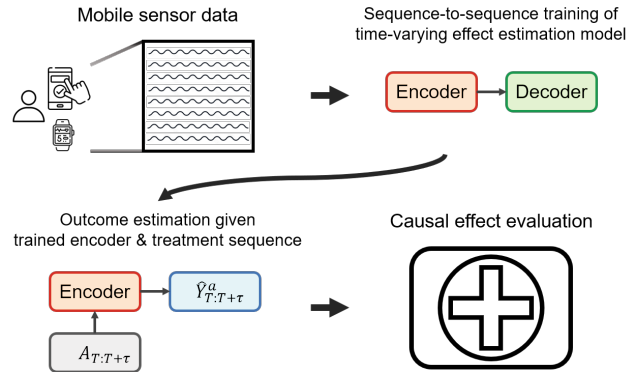 Mobile sensor data
Sequence-to-sequence training of
time-varying effect estimation model
Encoder
Decoder
Outcome estimation given
trained encoder & treatment sequence
Causal effect evaluation
Encoder
Ŷᵃ_{T:T+τ}
A_{T:T+τ}